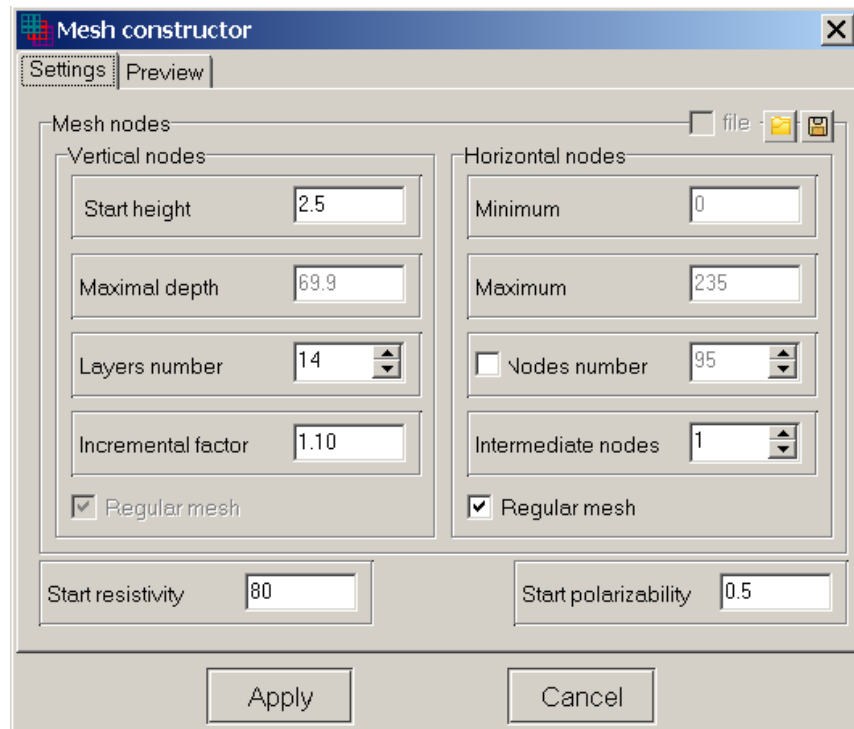 Mesh constructor
Settings Preview
Mesh nodes file
Vertical nodes
Start height 2.5
Maximal depth 69.9
Layers number 14
Incremental factor 1.10
Regular mesh
Horizontal nodes
Minimum 0
Maximum 235
Nodes number 95
Intermediate nodes 1
Regular mesh
Start resistivity 80
Start polarizability 0.5
Apply Cancel